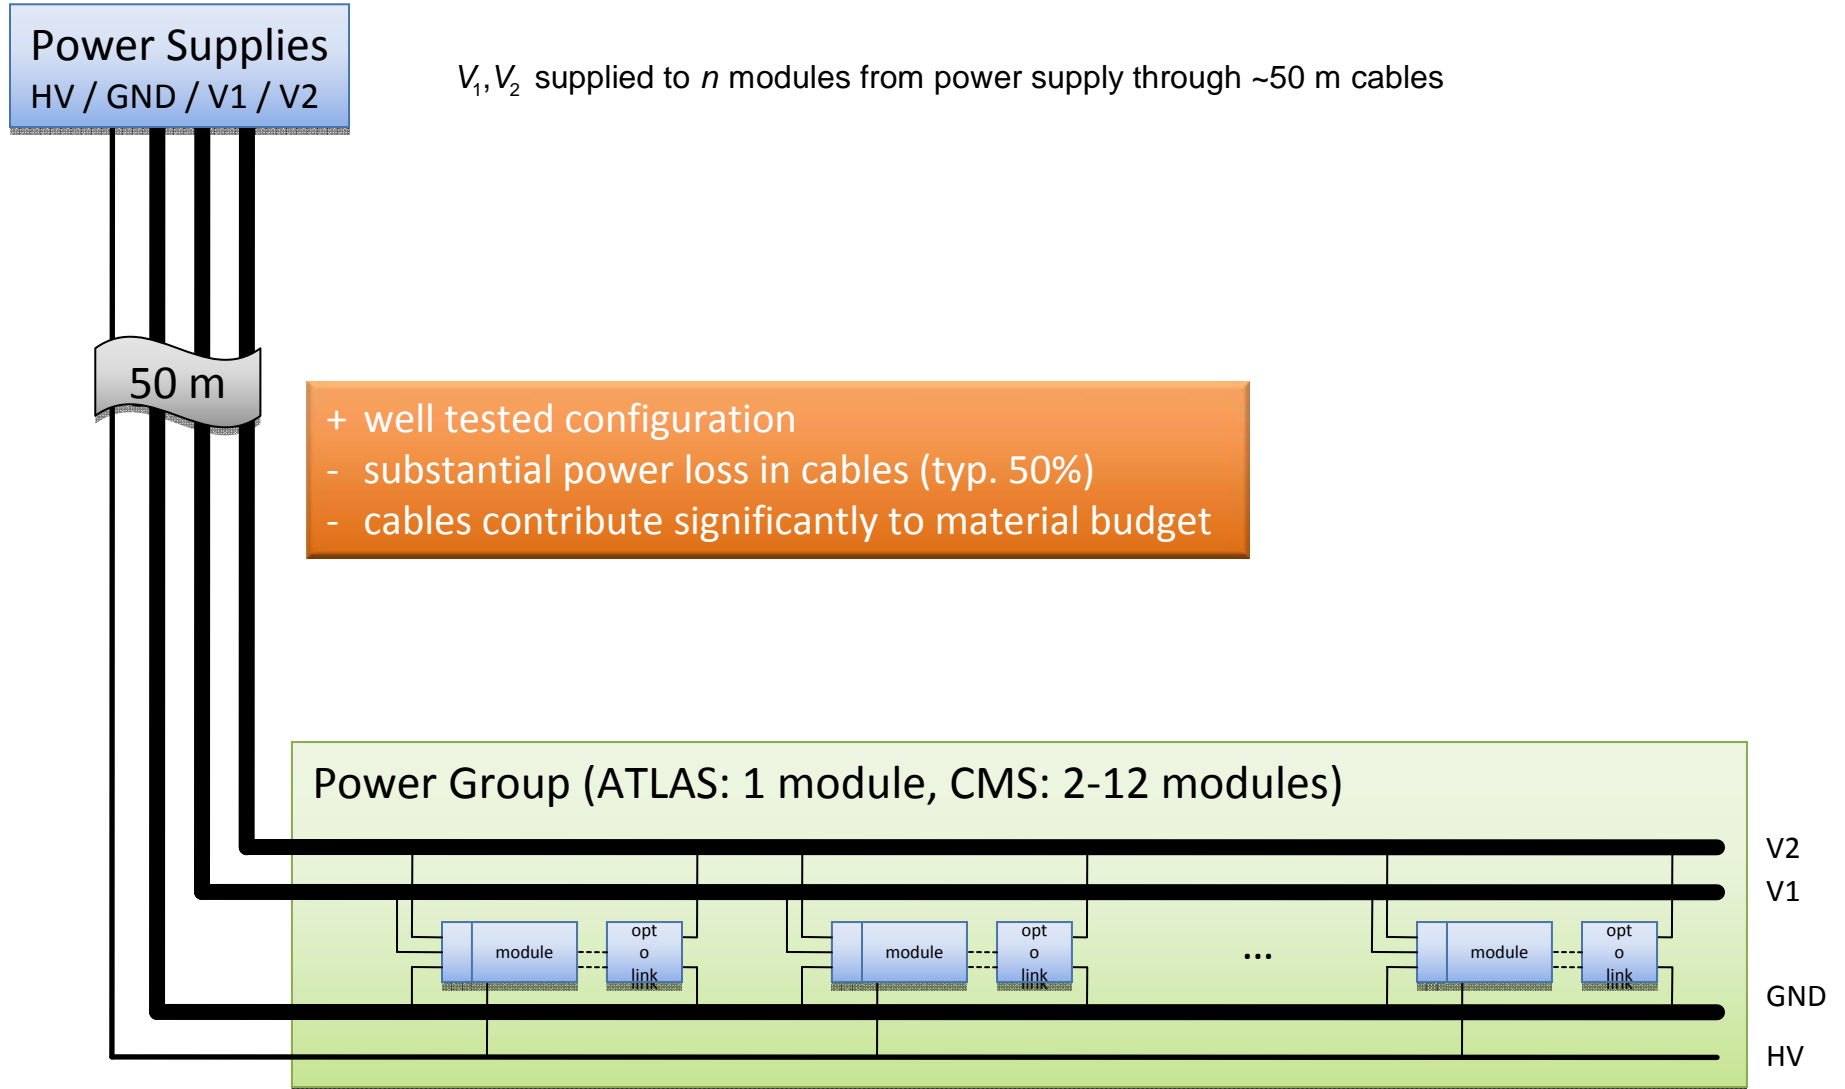 Power Supplies
HV / GND / V1 / V2
V1,V2 supplied to n modules from power supply through ~50 m cables
50 m
+ well tested configuration
- substantial power loss in cables (typ. 50%)
- cables contribute significantly to material budget
Power Group (ATLAS: 1 module, CMS: 2-12 modules)
V2
V1
module
opt
o
link
module
opt
o
link
...
module
opt
o
link
GND
HV